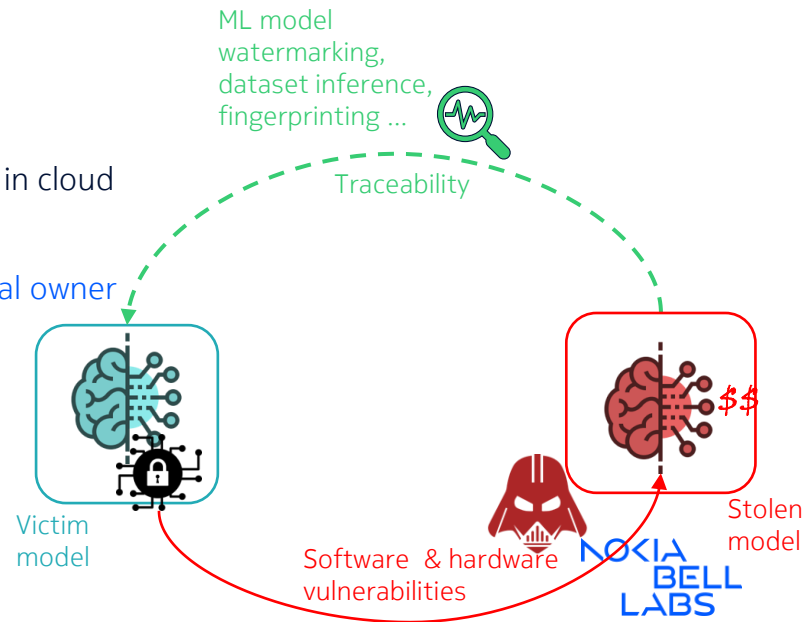 ML model
watermarking,
dataset inference,
fingerprinting ...
in cloud
Traceability
al owner
$$
Victim
model
Stolen
model
Software & hardware
vulnerabilities
NOKIA
BELL
LABS